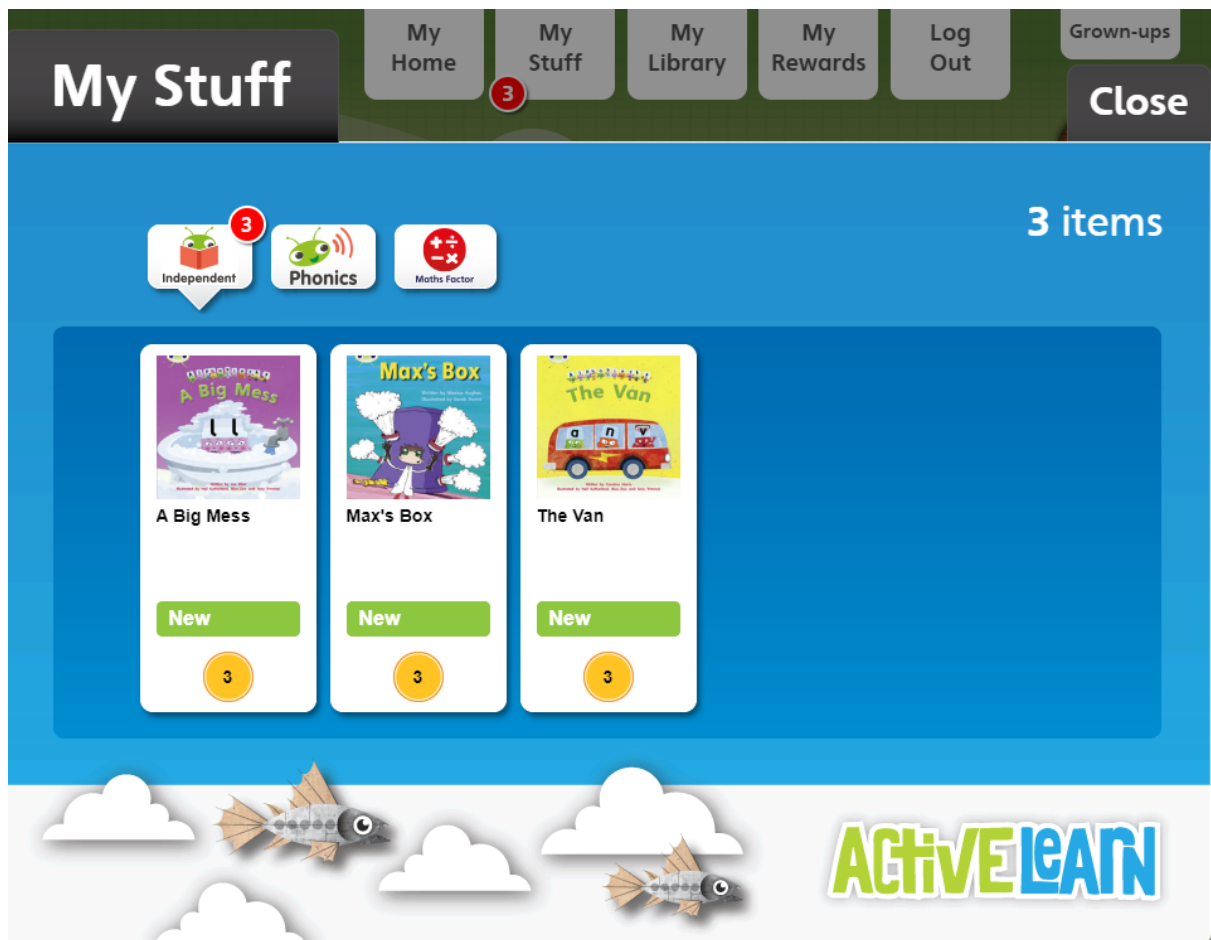 My Stuff
My Home
My Stuff
3
My Library
My Rewards
Log Out
Grown-ups
Close
3 items
Independent
3
Phonics
Maths Factor
A Big Mess
l l
Max's Box
The Van
a n v
A Big Mess
Max's Box
The Van
New
New
New
3
3
3
ACTIVE LEARN